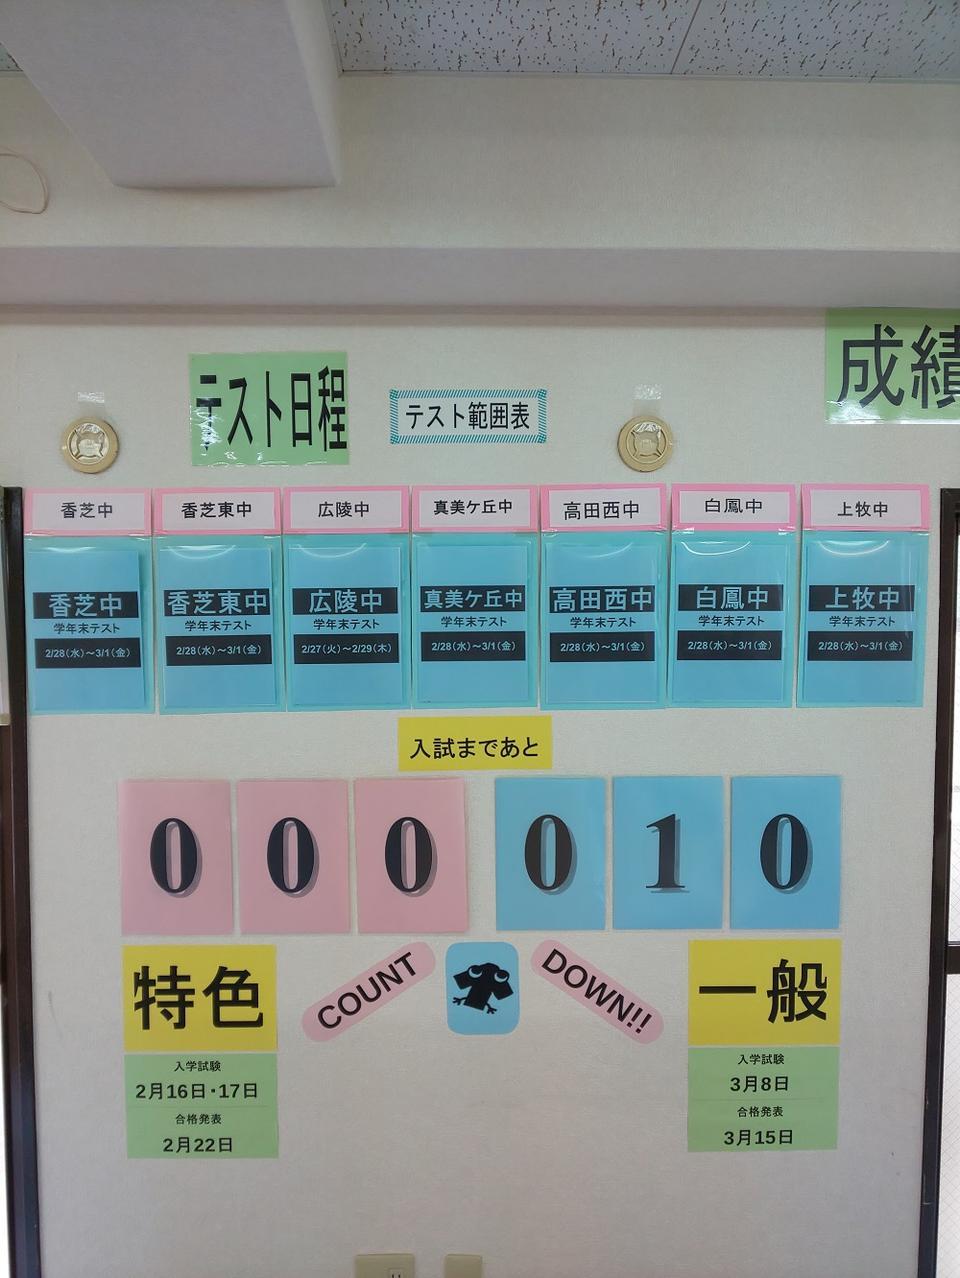 成績
テスト日程
テスト範囲表
香芝中
香芝東中
広陵中
真美ケ丘中
高田西中
白鳳中
上牧中
香芝中
学年末テスト
2/28(水)~3/1(金)
香芝東中
学年末テスト
2/28(水)~3/1(金)
広陵中
学年末テスト
2/27(火)~2/29(木)
真美ケ丘中
2/28(水)~3/1(金)
学年末テスト
高田西中
学年末テスト
2/28(水)~3/1(金)
白鳳中
学年末テスト
2/28(水)~3/1(金)
上牧中
学年末テスト
2/28(水)~3/1(金)
入試まであと
0 0 0
0 1 0
特色
COUNT
DOWN!!
一般
入学試験
2月16日・17日
合格発表
2月22日
入学試験
3月8日
合格発表
3月15日